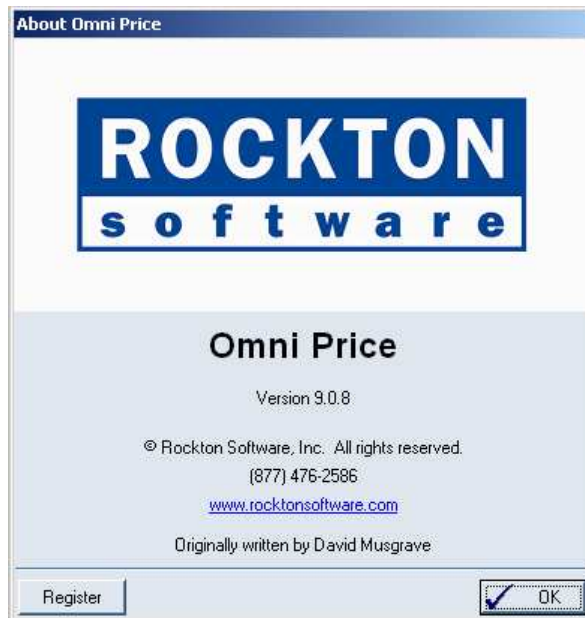 About Omni Price
ROCKTON
software
Omni Price
Version 9.0.8
© Rockton Software, Inc. All rights reserved.
(877) 476-2586
www.rocktonsoftware.com
Originally written by David Musgrave
Register
OK